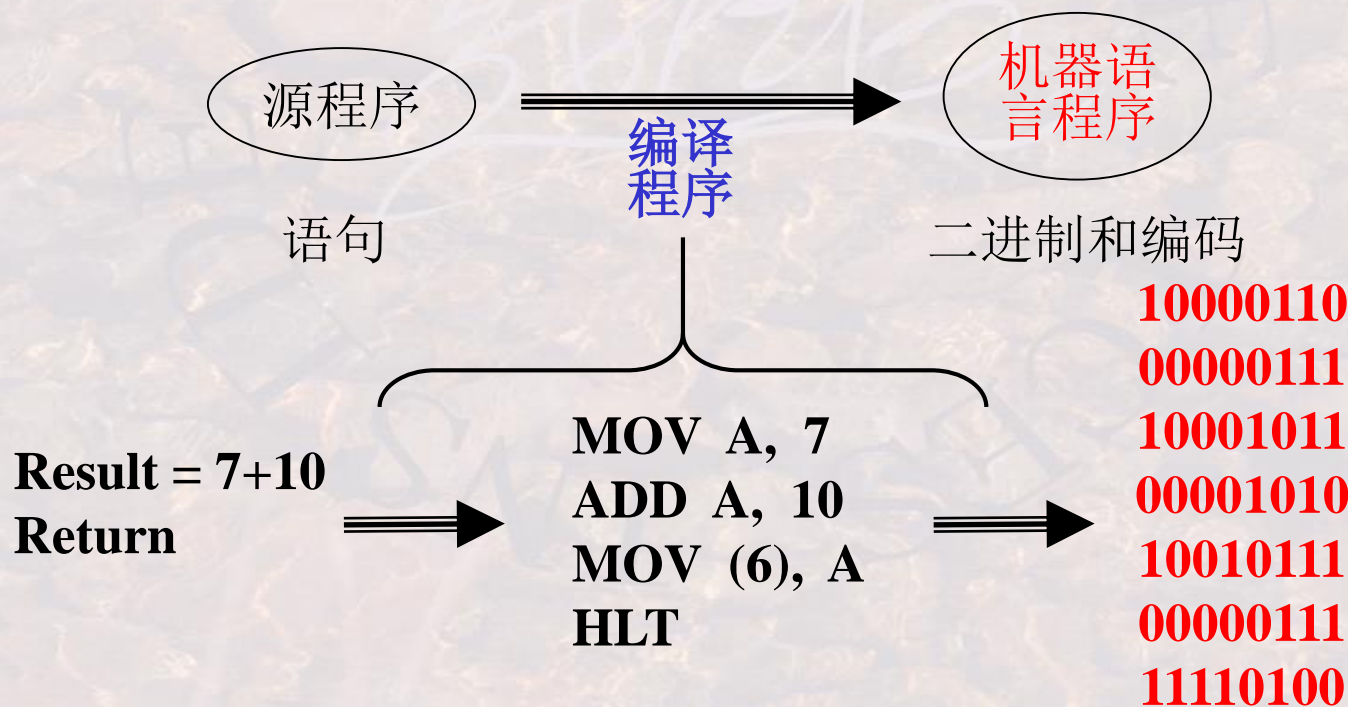 源程序
编译
程序
机器语
言程序
语句
二进制和编码
Result = 7+10
Return
MOV A, 7
ADD A, 10
MOV (6), A
HLT
10000110
00000111
10001011
00001010
10010111
00000111
11110100